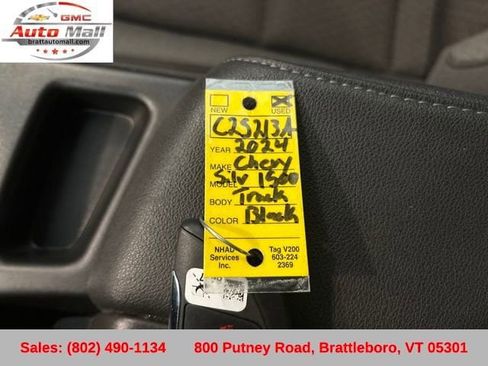 GMC
Auto Mall
brattautomall.com
NEW USED
C25213A
YEAR 2024
MAKE Chevy
MODEL Silv 1500
BODY Truck
COLOR Black
NHAD Tag V200
Services 603-224
Inc. 2369
Sales: (802) 490-1134 800 Putney Road, Brattleboro, VT 05301